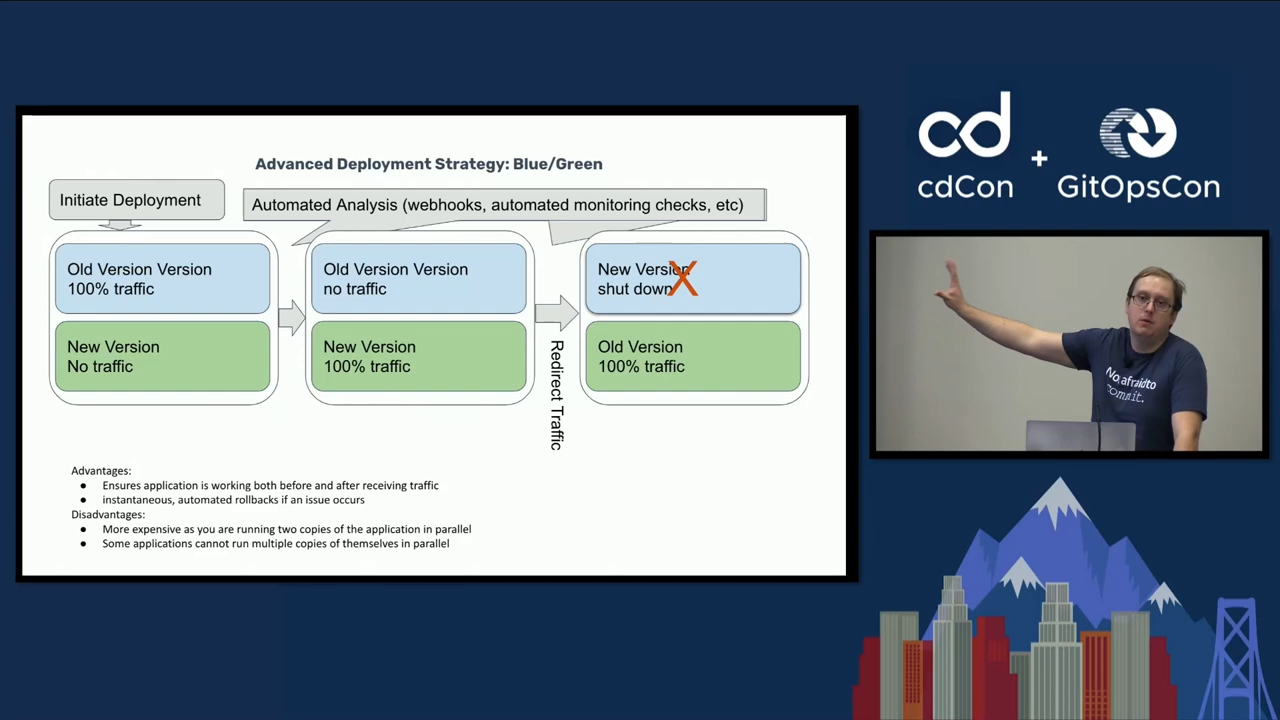 Advanced Deployment Strategy: Blue/Green
Initiate Deployment
Automated Analysis (webhooks, automated monitoring checks, etc)
Old Version Version
100% traffic
New Version
No traffic
Old Version Version
no traffic
New Version
100% traffic
Redirect Traffic
New Version
shut down
X
Old Version
100% traffic
Advantages:
● Ensures application is working both before and after receiving traffic
● instantaneous, automated rollbacks if an issue occurs
Disadvantages:
● More expensive as you are running two copies of the application in parallel
● Some applications cannot run multiple copies of themselves in parallel
cd
cdCon
+
GitOpsCon
Not afraid to
commit.